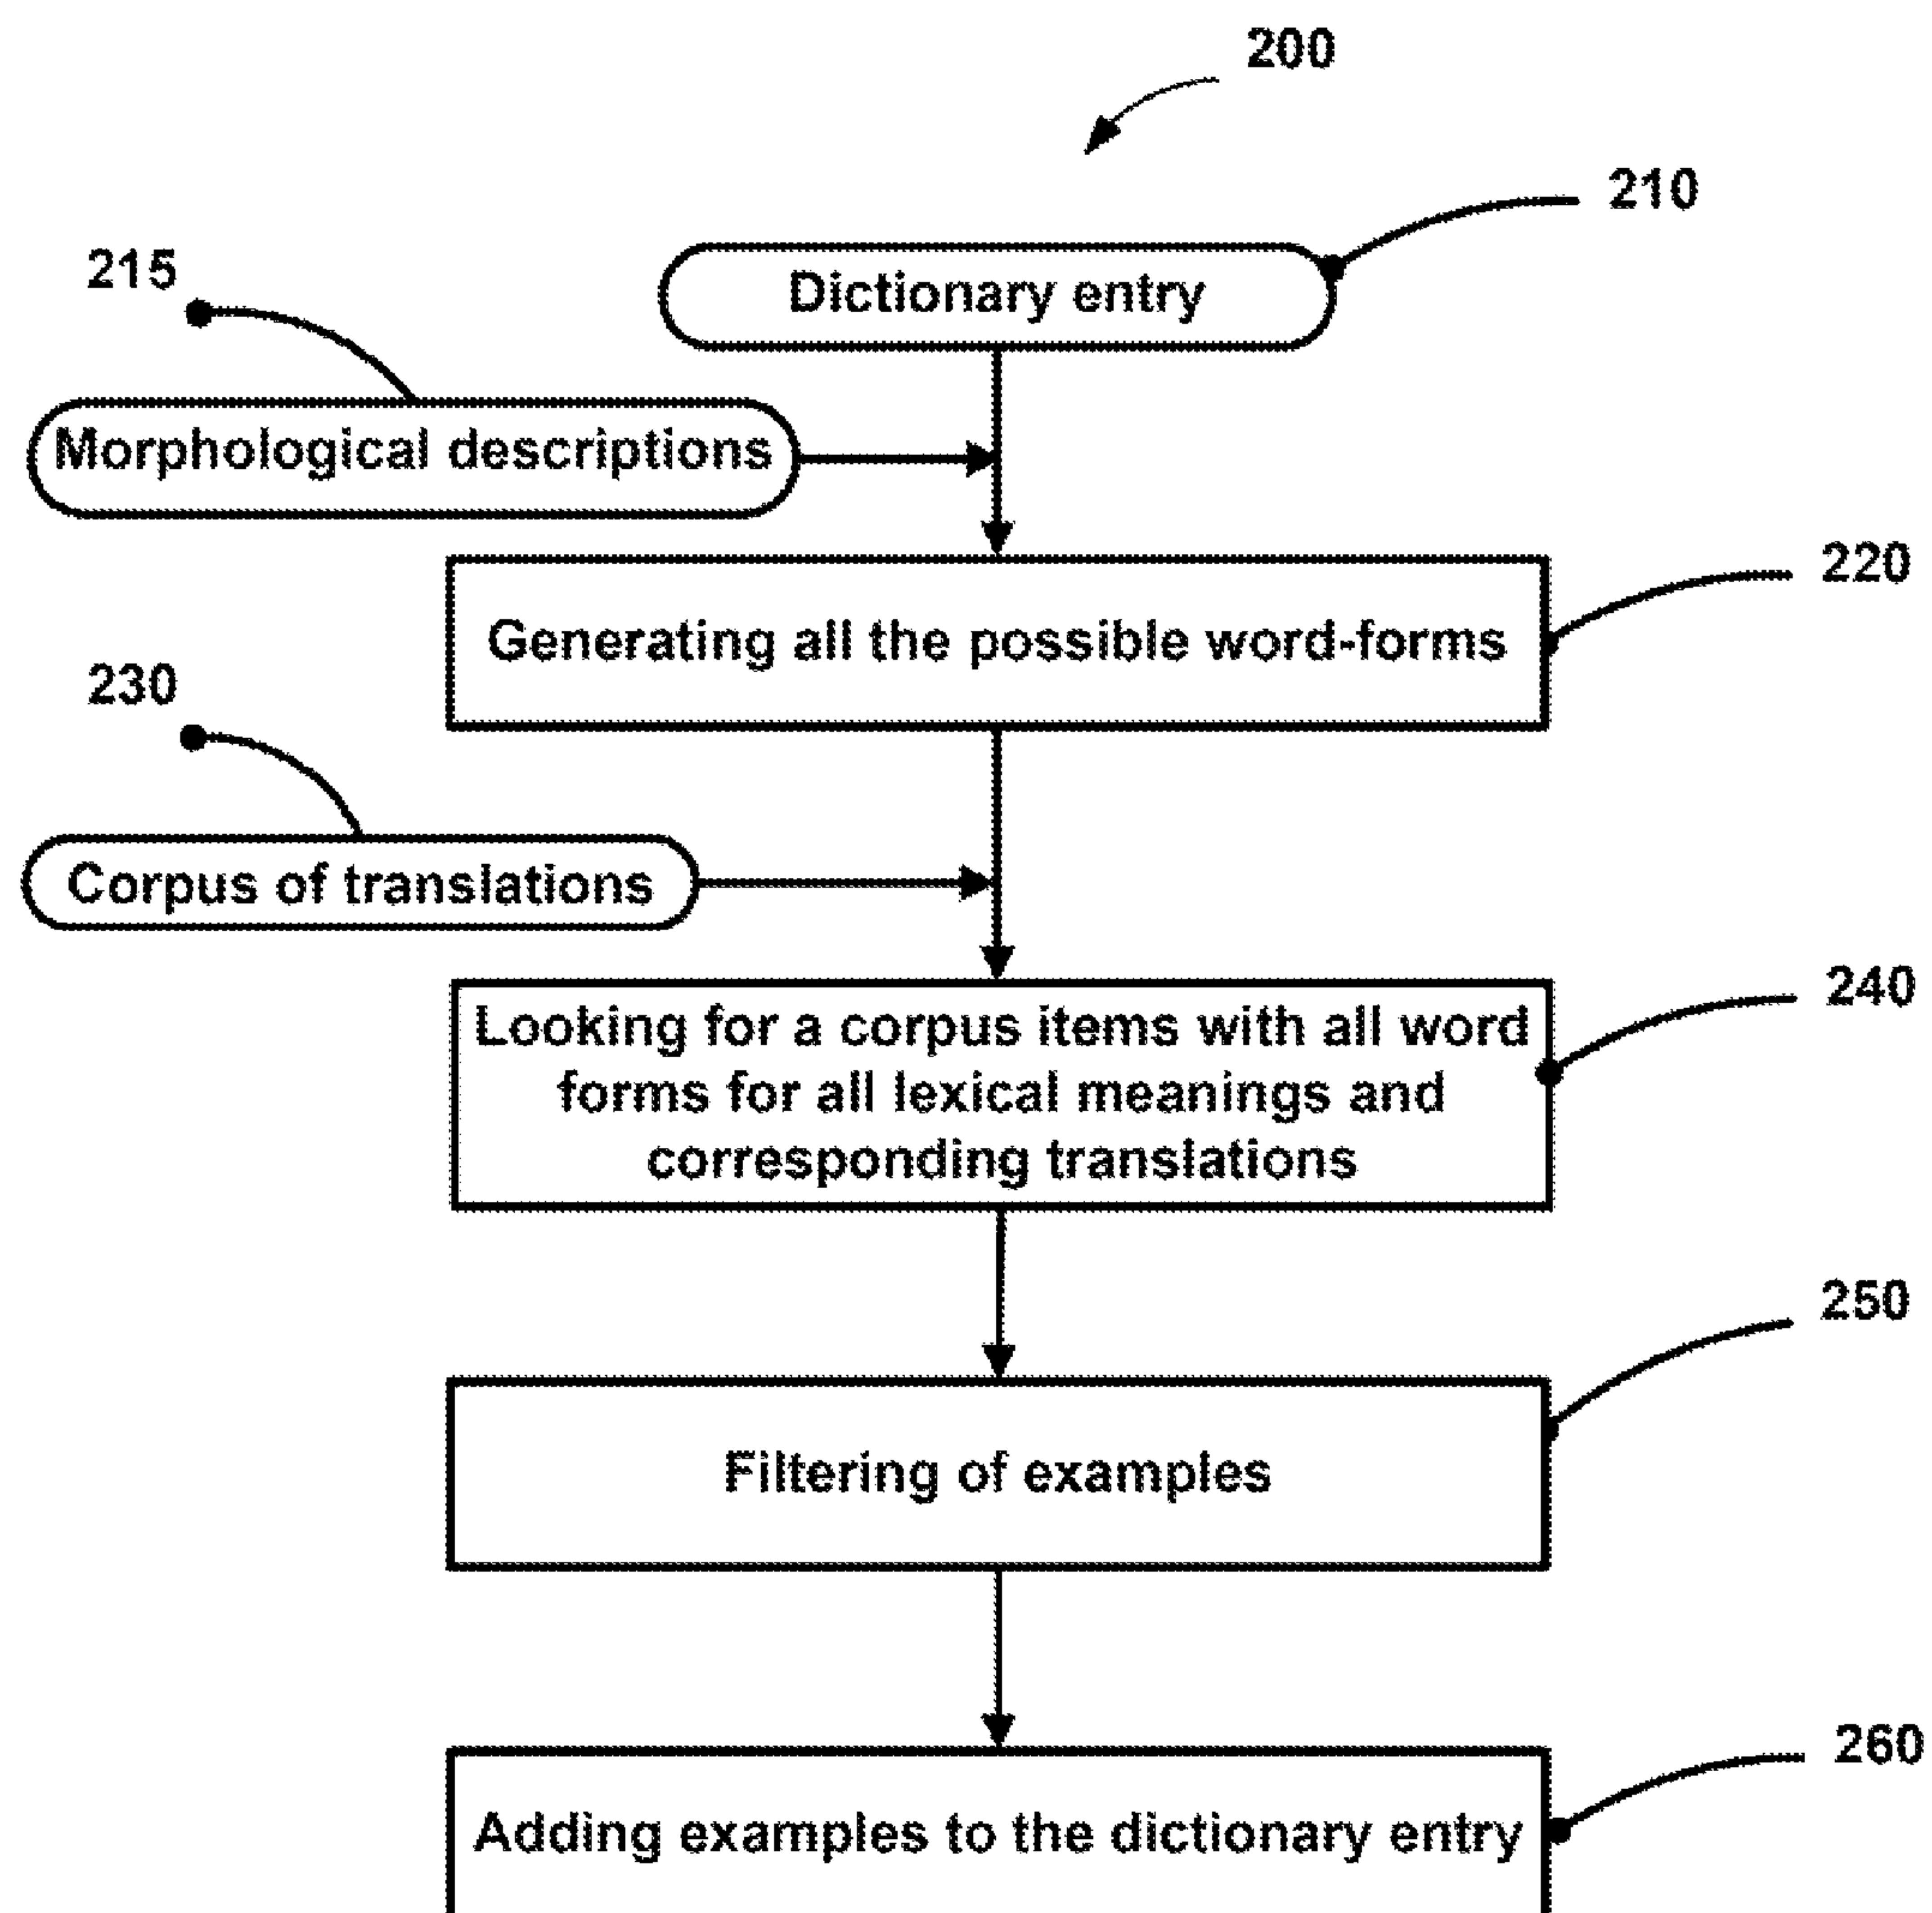 200
210
Dictionary entry
215
Morphological descriptions
220
Generating all the possible word-forms
230
Corpus of translations
240
Looking for a corpus items with all word
forms for all lexical meanings and
corresponding translations
250
Filtering of examples
260
Adding examples to the dictionary entry